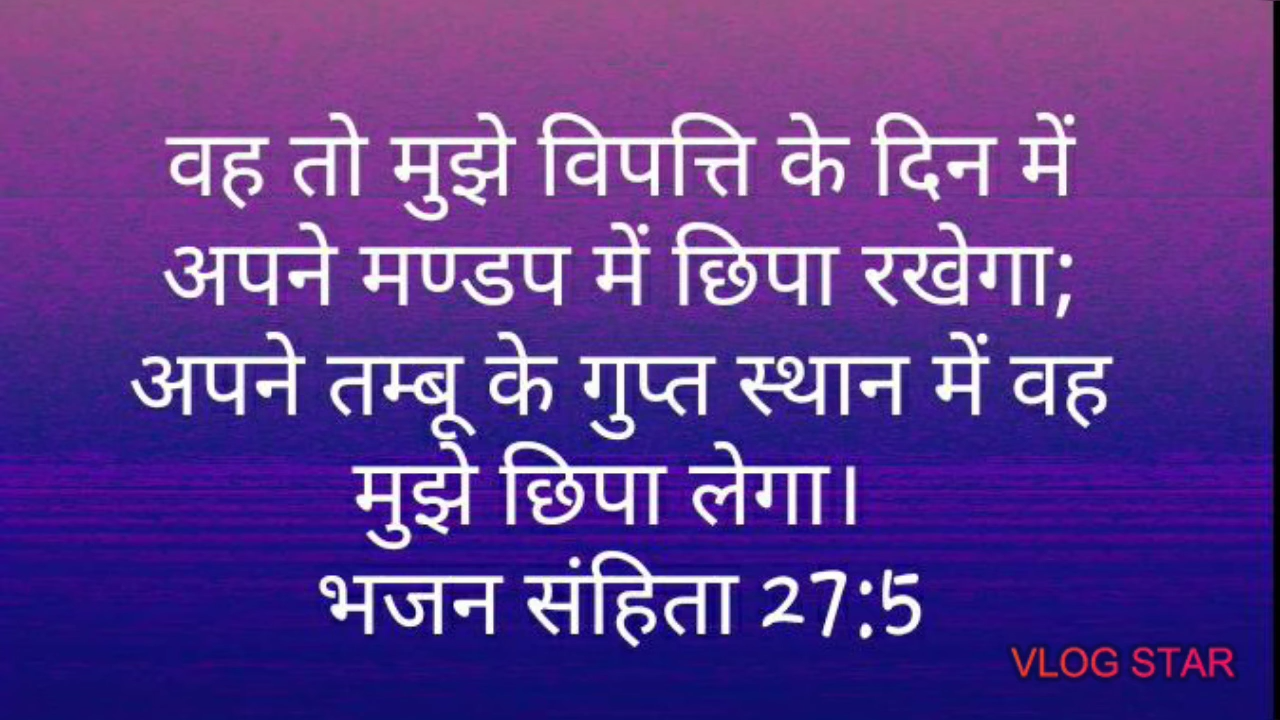 वह तो मुझे विपत्ति के दिन में
अपने मण्डप में छिपा रखेगा;
अपने तम्बू के गुप्त स्थान में वह
मुझे छिपा लेगा।
भजन संहिता 27:5
VLOG STAR